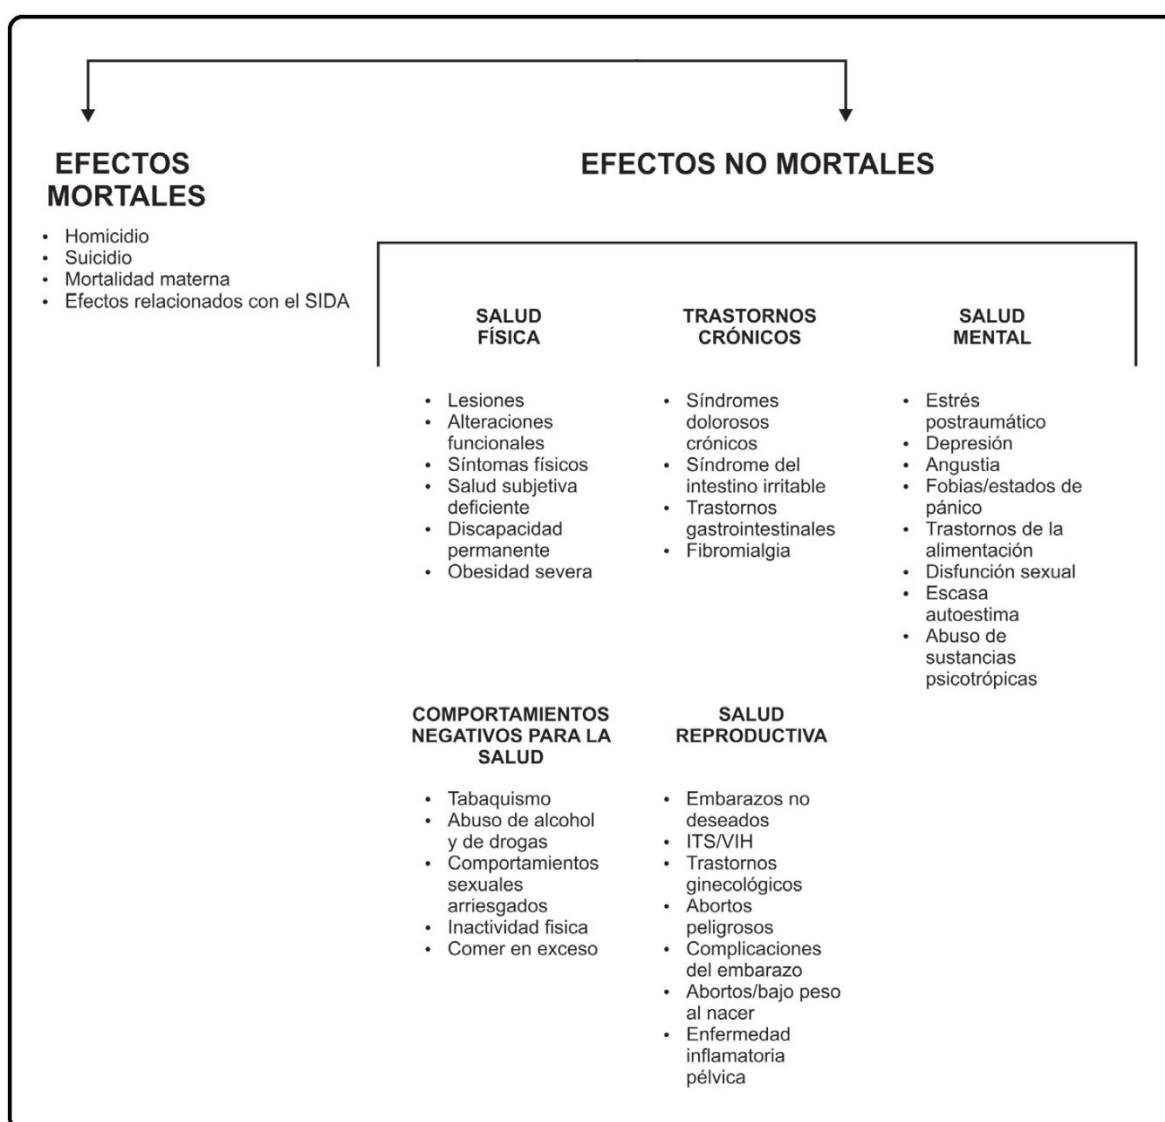 EFECTOS
MORTALES
• Homicidio
• Suicidio
• Mortalidad materna
• Efectos relacionados con el SIDA
EFECTOS NO MORTALES
SALUD
FÍSICA
• Lesiones
• Alteraciones
funcionales
• Síntomas físicos
• Salud subjetiva
deficiente
• Discapacidad
permanente
• Obesidad severa
TRASTORNOS
CRÓNICOS
• Síndromes
dolorosos
crónicos
• Síndrome del
intestino irritable
• Trastornos
gastrointestinales
• Fibromialgia
SALUD
MENTAL
• Estrés
postraumático
• Depresión
• Angustia
• Fobias/estados de
pánico
• Trastornos de la
alimentación
• Disfunción sexual
• Escasa
autoestima
• Abuso de
sustancias
psicotrópicas
COMPORTAMIENTOS
NEGATIVOS PARA LA
SALUD
• Tabaquismo
• Abuso de alcohol
y de drogas
• Comportamientos
sexuales
arriesgados
• Inactividad física
• Comer en exceso
SALUD
REPRODUCTIVA
• Embarazos no
deseados
• ITS/VIH
• Trastornos
ginecológicos
• Abortos
peligrosos
• Complicaciones
del embarazo
• Abortos/bajo peso
al nacer
• Enfermedad
inflamatoria
pélvica